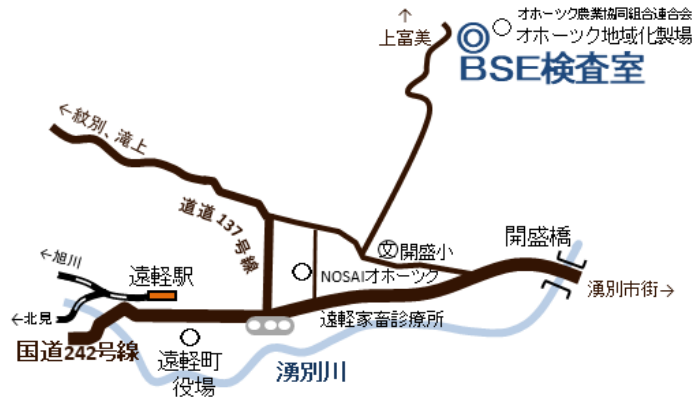 オホーツク農業協同組合連合会
オホーツク地域化製場
↑
上富美
BSE検査室
←紋別、滝上
道道137号線
㊛開盛小
開盛橋
NOSAIオホーツク
←旭川
遠軽駅
湧別市街→
←北見
遠軽家畜診療所
国道242号線
遠軽町
役場
湧別川